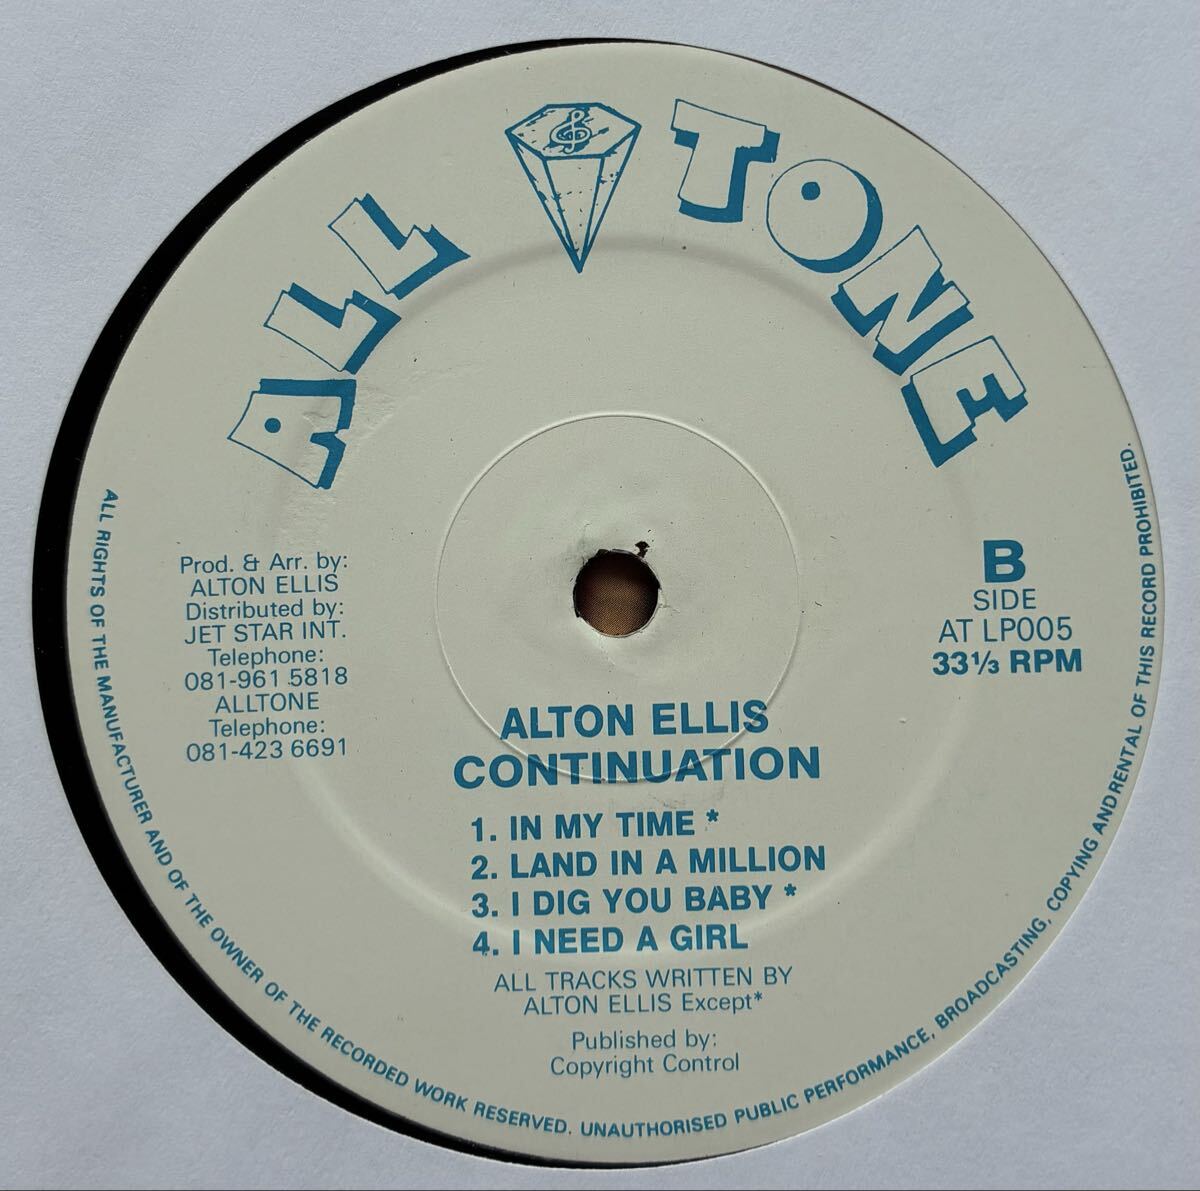 ALL TONE
Prod. & Arr. by:
ALTON ELLIS
Distributed by:
JET STAR INT.
Telephone:
081-961 5818
ALLTONE
Telephone:
081-423 6691
B
SIDE
AT LP005
33 1/3 RPM
ALTON ELLIS
CONTINUATION
1. IN MY TIME *
2. LAND IN A MILLION
3. I DIG YOU BABY *
4. I NEED A GIRL
ALL TRACKS WRITTEN BY
ALTON ELLIS Except*
Published by:
Copyright Control
ALL RIGHTS OF THE MANUFACTURER AND OF THE OWNER OF THE RECORDED WORK RESERVED. UNAUTHORISED PUBLIC PERFORMANCE, BROADCASTING, COPYING AND RENTAL OF THIS RECORD PROHIBITED.